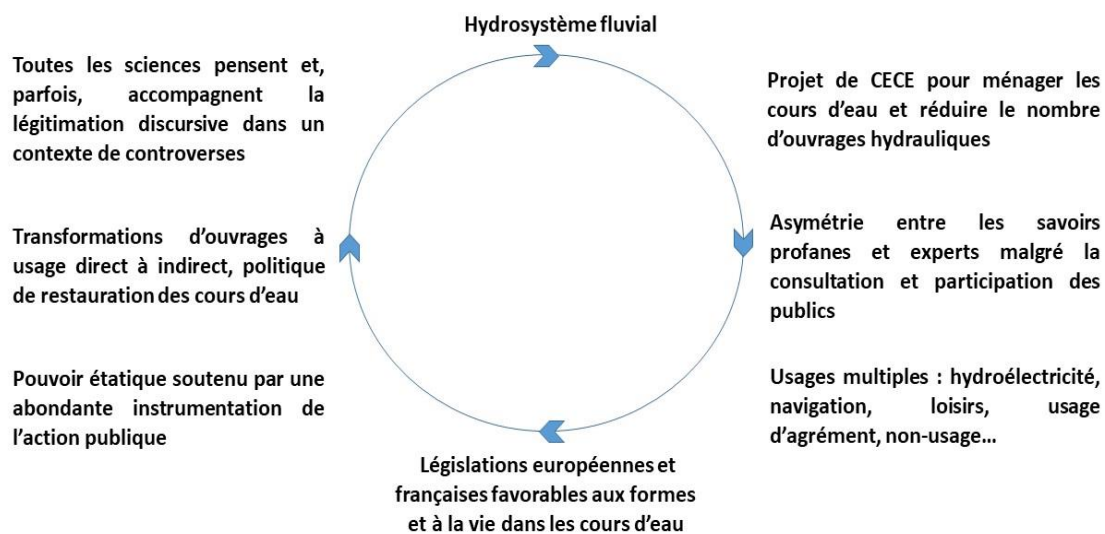 Hydrosystème fluvial
Projet de CECE pour ménager les
cours d'eau et réduire le nombre
d'ouvrages hydrauliques
Asymétrie entre les savoirs
profanes et experts malgré la
consultation et participation des
publics
Usages multiples : hydroélectricité,
navigation, loisirs, usage
d'agrément, non-usage...
Législations européennes et
françaises favorables aux formes
et à la vie dans les cours d'eau
Pouvoir étatique soutenu par une
abondante instrumentation de
l'action publique
Transformations d'ouvrages à
usage direct à indirect, politique
de restauration des cours d'eau
Toutes les sciences pensent et,
parfois, accompagnent la
légitimation discursive dans un
contexte de controverses